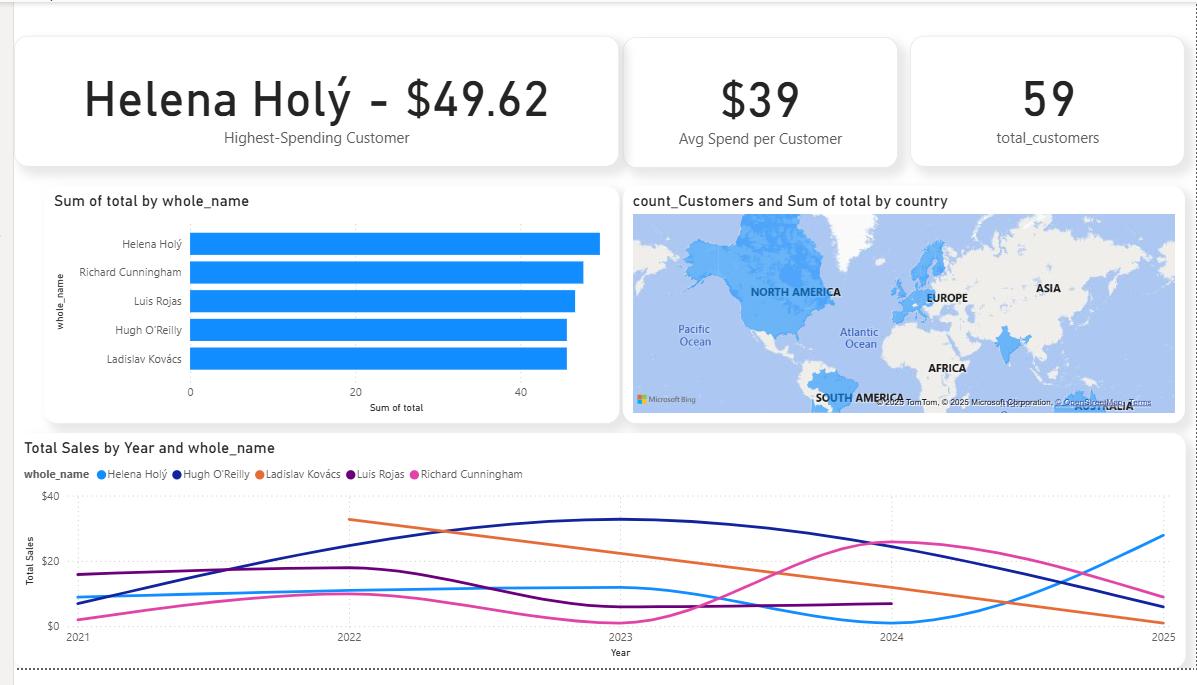 Helena Holý - $49.62
Highest-Spending Customer
$39
Avg Spend per Customer
59
total_customers
Sum of total by whole_name
whole_name
Helena Holý
Richard Cunningham
Luis Rojas
Hugh O'Reilly
Ladislav Kovács
0
20
40
Sum of total
count_Customers and Sum of total by country
NORTH AMERICA
EUROPE
ASIA
Pacific
Ocean
Atlantic
Ocean
AFRICA
SOUTH AMERICA
AUSTRALIA
Microsoft Bing
© 2025 TomTom, © 2025 Microsoft Corporation, © OpenStreetMap Terms
Total Sales by Year and whole_name
whole_name Helena Holý Hugh O'Reilly Ladislav Kovács Luis Rojas Richard Cunningham
Total Sales
$40
$20
$0
2021
2022
2023
2024
2025
Year